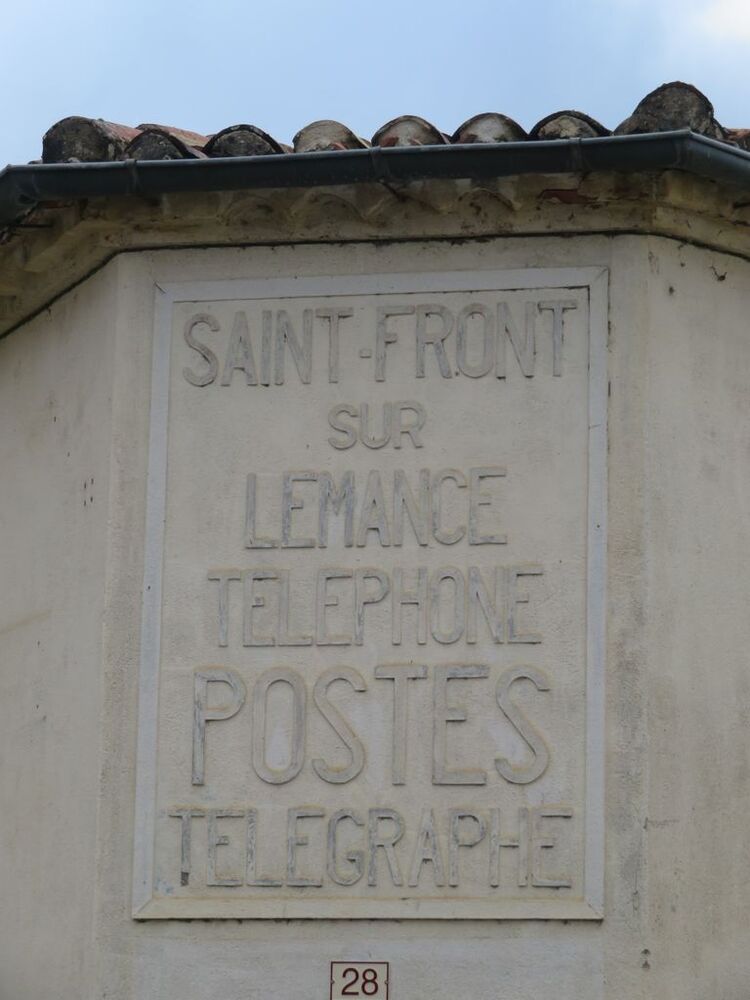 SAINT-FRONT
SUR
LEMANCE
TELEPHONE
POSTES
TELEGRAPHE
28